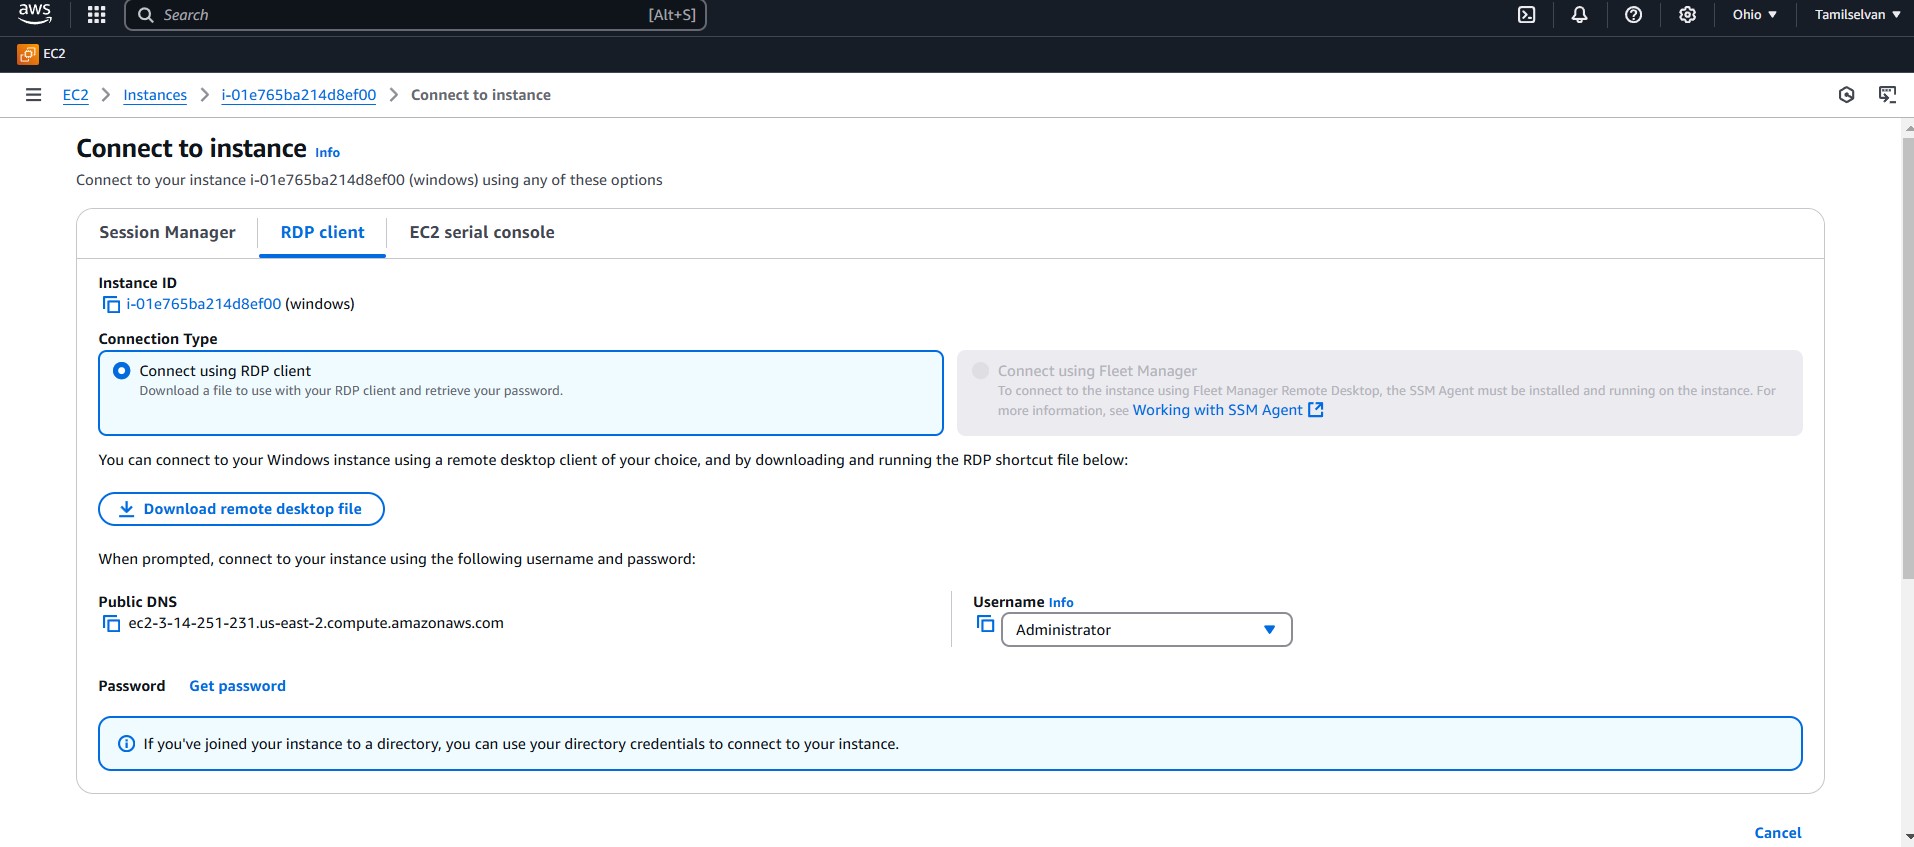 aws
Search [Alt+S]
Ohio ▼ Tamilselvan ▼
EC2
EC2 > Instances > i-01e765ba214d8ef00 > Connect to instance
Connect to instance Info
Connect to your instance i-01e765ba214d8ef00 (windows) using any of these options
Session Manager RDP client EC2 serial console
Instance ID
i-01e765ba214d8ef00 (windows)
Connection Type
Connect using RDP client
Download a file to use with your RDP client and retrieve your password.
Connect using Fleet Manager
To connect to the instance using Fleet Manager Remote Desktop, the SSM Agent must be installed and running on the instance. For
more information, see Working with SSM Agent
You can connect to your Windows instance using a remote desktop client of your choice, and by downloading and running the RDP shortcut file below:
Download remote desktop file
When prompted, connect to your instance using the following username and password:
Public DNS
ec2-3-14-251-231.us-east-2.compute.amazonaws.com
Username Info
Administrator
Password Get password
If you've joined your instance to a directory, you can use your directory credentials to connect to your instance.
Cancel